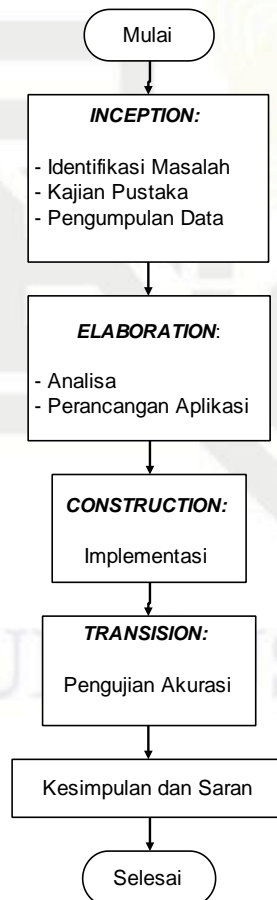 Mulai
INCEPTION:
- Identifikasi Masalah
- Kajian Pustaka
- Pengumpulan Data
ELABORATION:
- Analisa
- Perancangan Aplikasi
CONSTRUCTION:
Implementasi
TRANSISION:
Pengujian Akurasi
Kesimpulan dan Saran
Selesai